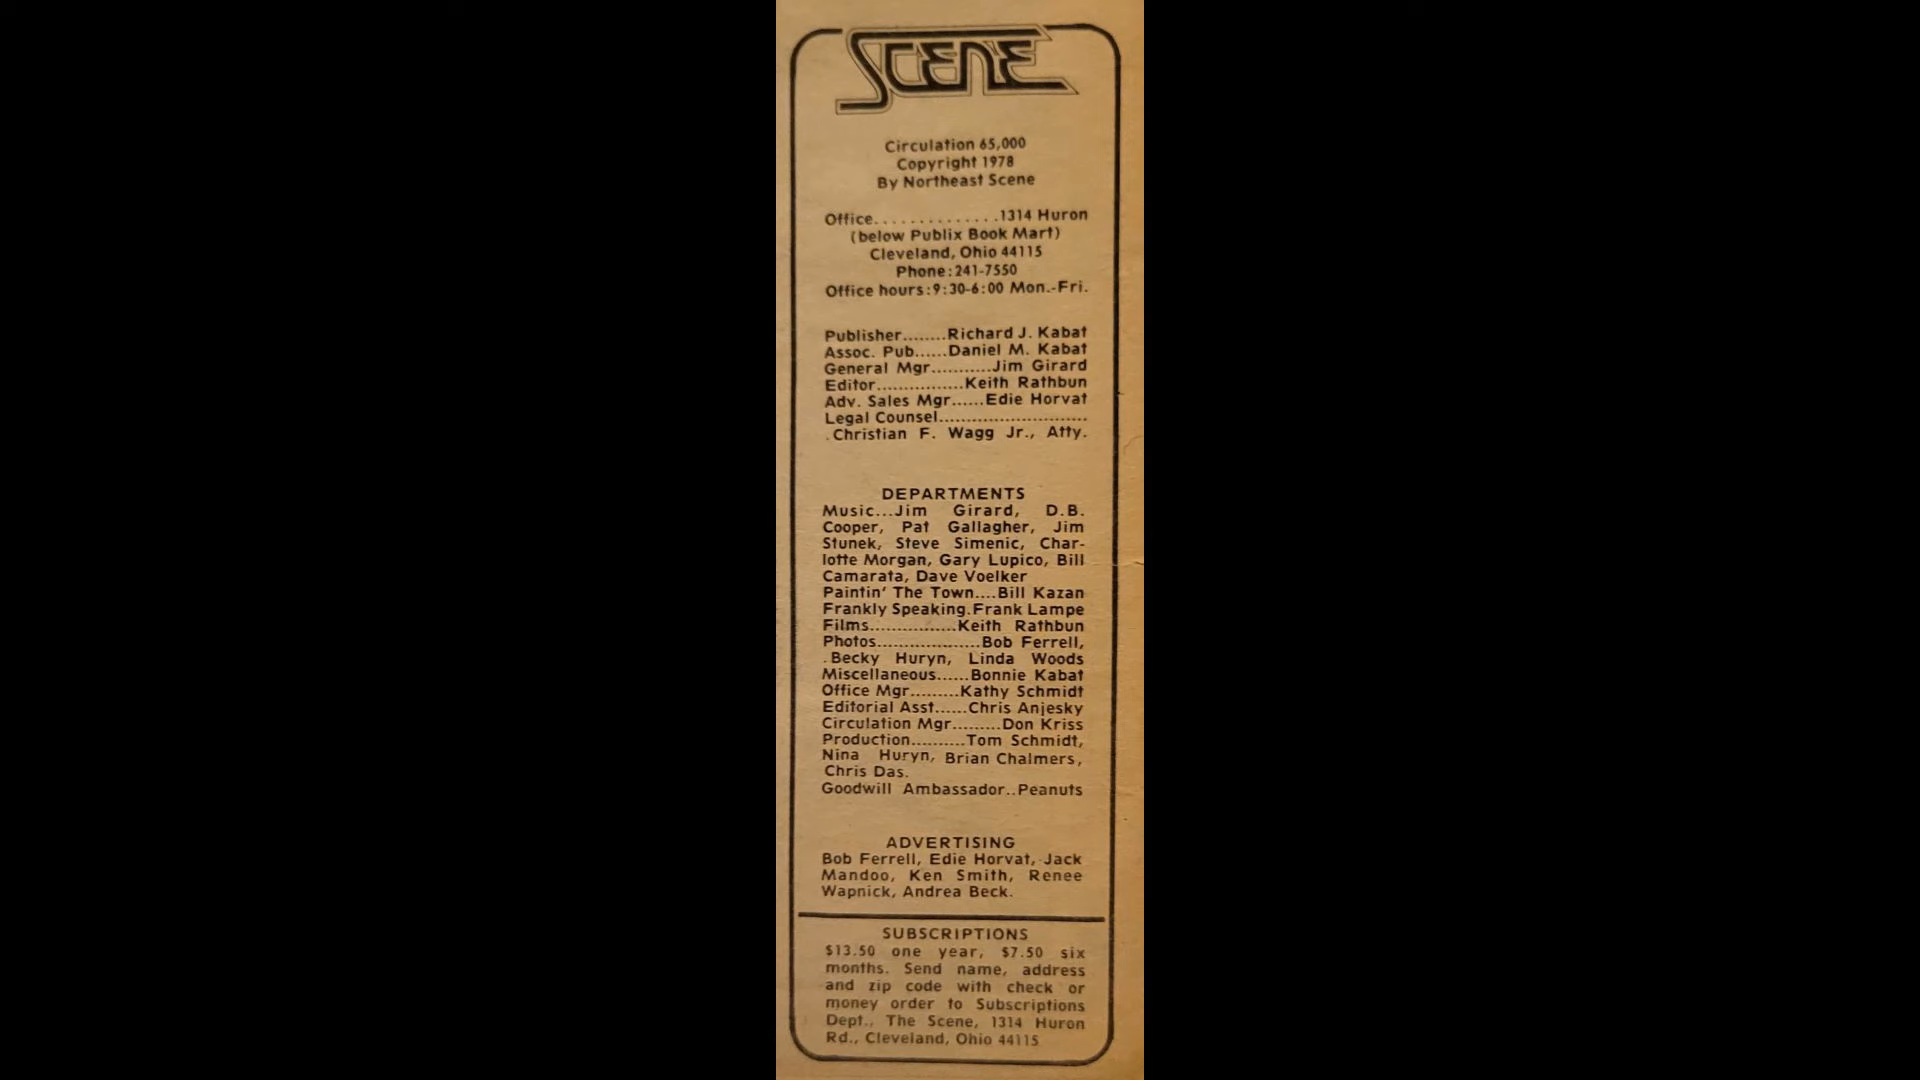 SCENE
Circulation 65,000
Copyright 1978
By Northeast Scene
Office..............1314 Huron
(below Publix Book Mart)
Cleveland, Ohio 44115
Phone:241-7550
Office hours:9:30-6:00 Mon.-Fri.
Publisher........Richard J. Kabat
Assoc. Pub......Daniel M. Kabat
General Mgr...........Jim Girard
Editor................Keith Rathbun
Adv. Sales Mgr......Edie Horvat
Legal Counsel...........................
.Christian F. Wagg Jr., Atty.
DEPARTMENTS
Music...Jim Girard, D.B.
Cooper, Pat Gallagher, Jim
Stunek, Steve Simenic, Char-
lotte Morgan, Gary Lupico, Bill
Camarata, Dave Voelker
Paintin' The Town....Bill Kazan
Frankly Speaking.Frank Lampe
Films................Keith Rathbun
Photos...................Bob Ferrell,
.Becky Huryn, Linda Woods
Miscellaneous......Bonnie Kabat
Office Mgr.........Kathy Schmidt
Editorial Asst......Chris Anjesky
Circulation Mgr.........Don Kriss
Production..........Tom Schmidt,
Nina Huryn, Brian Chalmers,
Chris Das.
Goodwill Ambassador..Peanuts
ADVERTISING
Bob Ferrell, Edie Horvat, Jack
Mandoo, Ken Smith, Renee
Wapnick, Andrea Beck.
SUBSCRIPTIONS
$13.50 one year, $7.50 six
months. Send name, address
and zip code with check or
money order to Subscriptions
Dept., The Scene, 1314 Huron
Rd., Cleveland, Ohio 44115